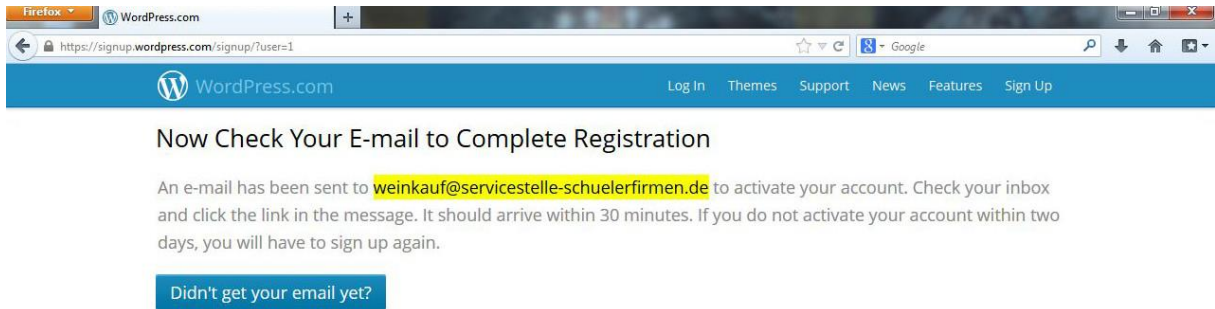 Firefox
WordPress.com
https://signup.wordpress.com/signup/?user=1
Google
WordPress.com
Log In Themes Support News Features Sign Up
Now Check Your E-mail to Complete Registration
An e-mail has been sent to weinkauf@servicestelle-schuelerfirmen.de to activate your account. Check your inbox
and click the link in the message. It should arrive within 30 minutes. If you do not activate your account within two
days, you will have to sign up again.
Didn't get your email yet?